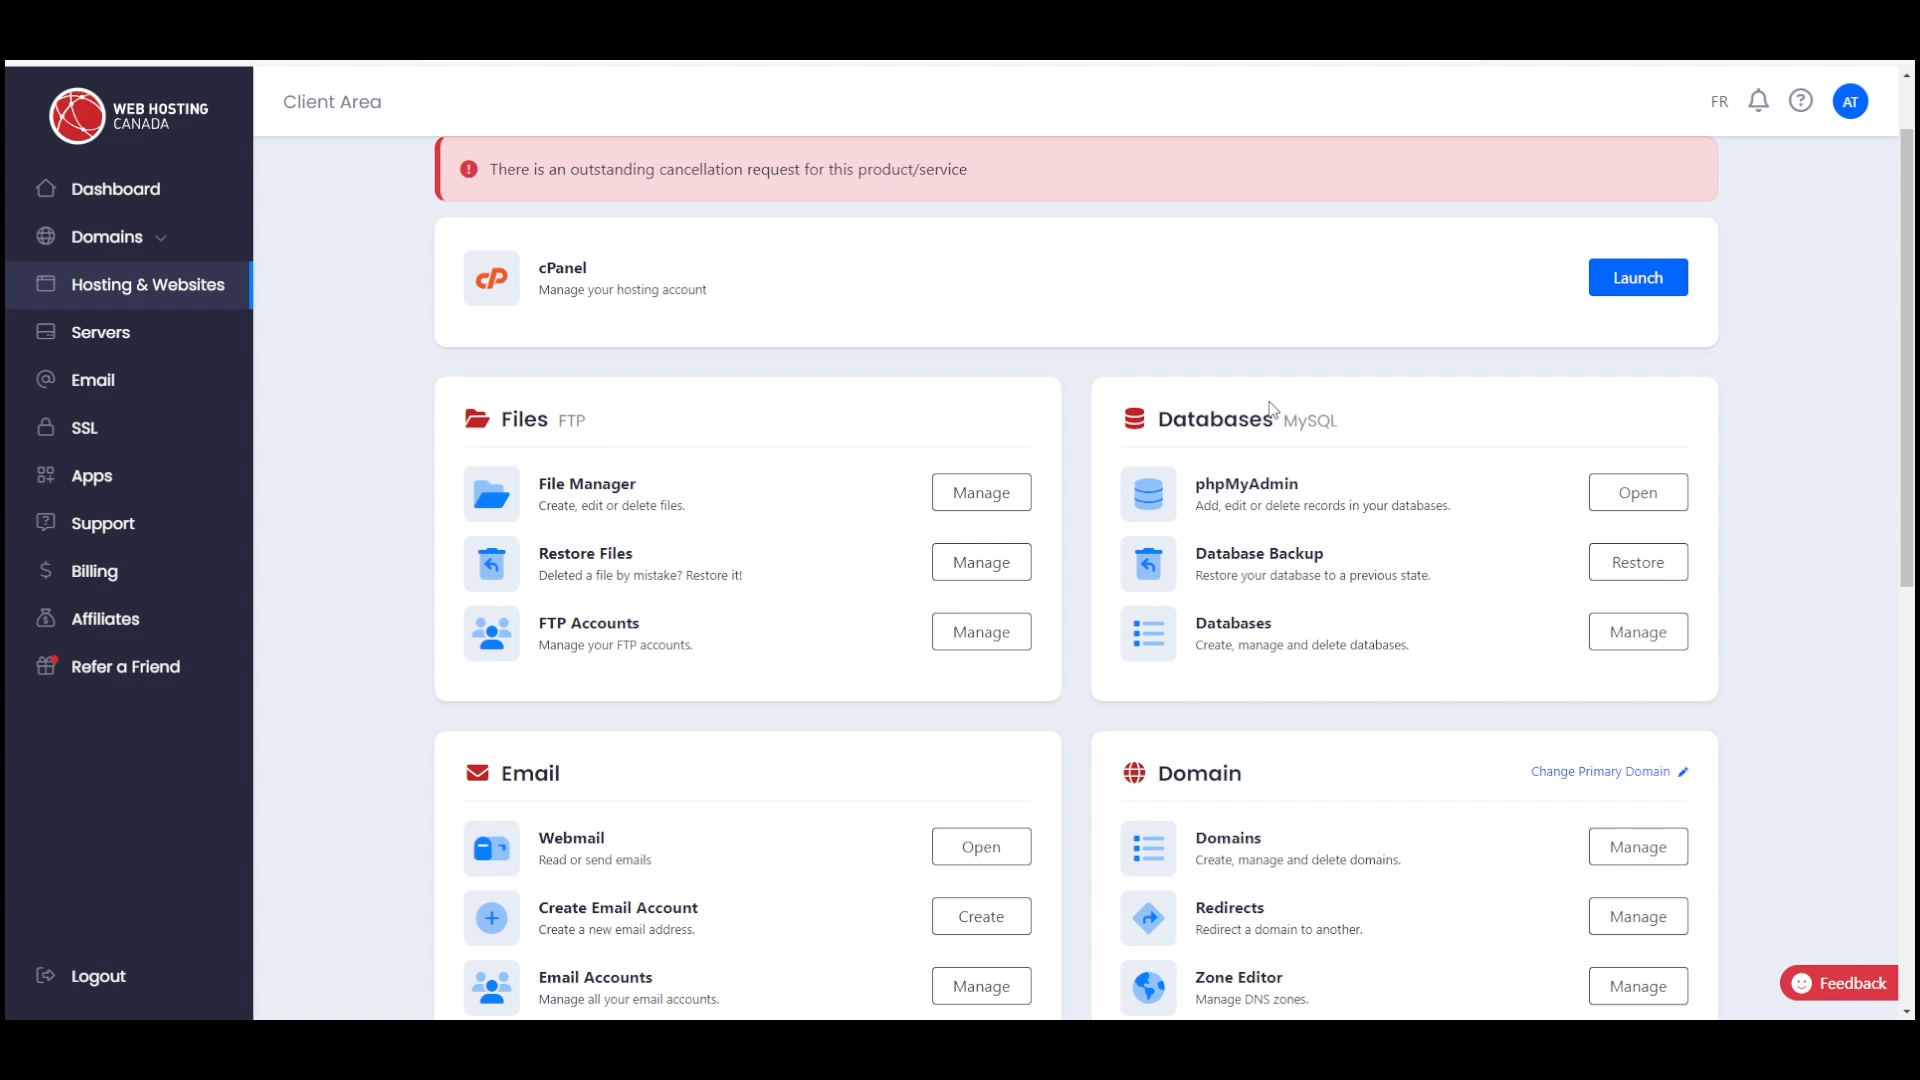 WEB HOSTING
CANADA
Client Area
FR
AT
Dashboard
Domains
Hosting & Websites
Servers
Email
SSL
Apps
Support
Billing
Affiliates
Refer a Friend
Logout
There is an outstanding cancellation request for this product/service
cP
cPanel
Manage your hosting account
Launch
Files FTP
File Manager
Create, edit or delete files.
Manage
Restore Files
Deleted a file by mistake? Restore it!
Manage
FTP Accounts
Manage your FTP accounts.
Manage
Databases MySQL
phpMyAdmin
Add, edit or delete records in your databases.
Open
Database Backup
Restore your database to a previous state.
Restore
Databases
Create, manage and delete databases.
Manage
Email
Webmail
Read or send emails
Open
Create Email Account
Create a new email address.
Create
Email Accounts
Manage all your email accounts.
Manage
Domain
Change Primary Domain
Domains
Create, manage and delete domains.
Manage
Redirects
Redirect a domain to another.
Manage
Zone Editor
Manage DNS zones.
Manage
Feedback